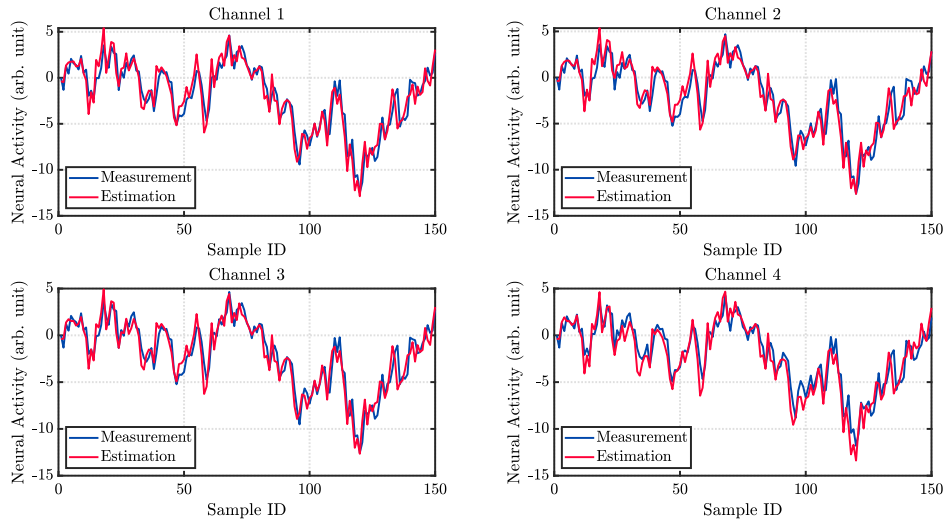 Channel 1
Neural Activity (arb. unit)
5
0
-5
-10
-15
Measurement
Estimation
0 50 100 150
Sample ID
Channel 2
Neural Activity (arb. unit)
5
0
-5
-10
-15
Measurement
Estimation
0 50 100 150
Sample ID
Channel 3
Neural Activity (arb. unit)
5
0
-5
-10
-15
Measurement
Estimation
0 50 100 150
Sample ID
Channel 4
Neural Activity (arb. unit)
5
0
-5
-10
-15
Measurement
Estimation
0 50 100 150
Sample ID